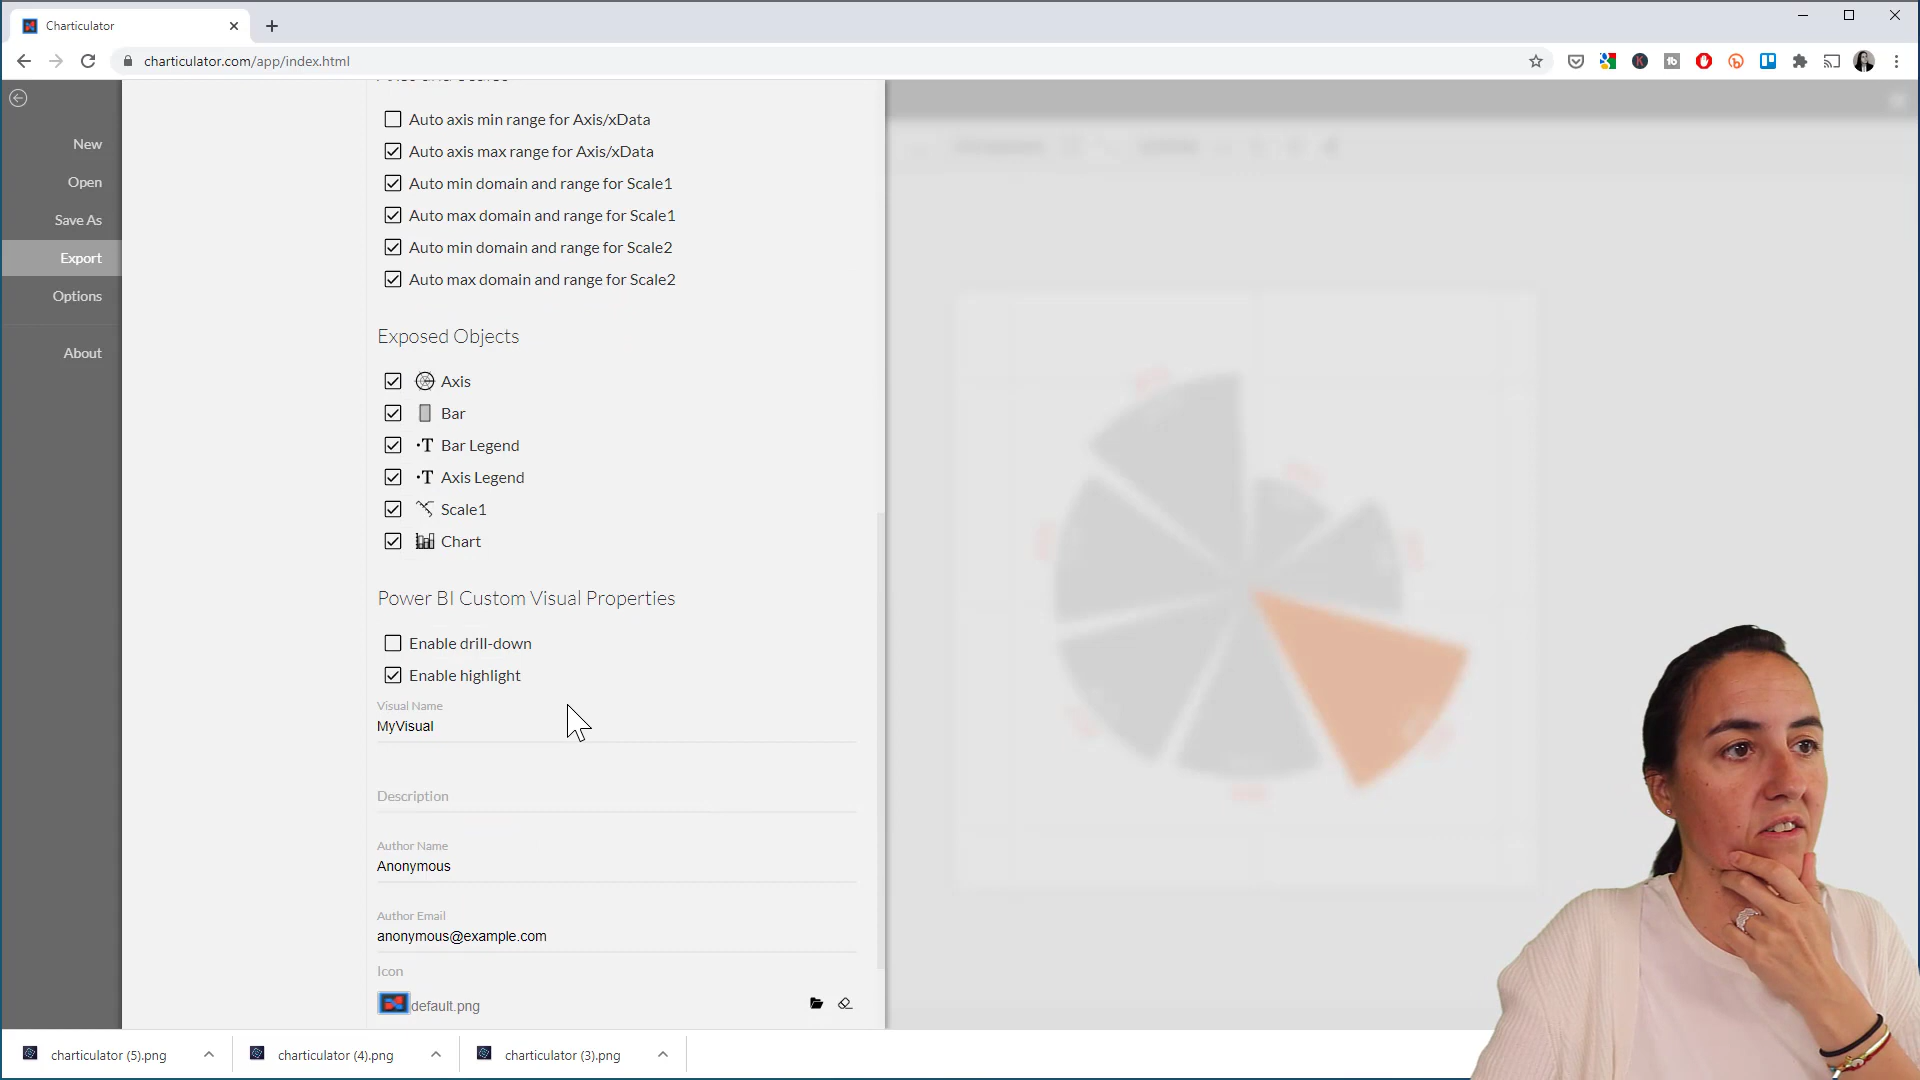 Charticulator
charticulator.com/app/index.html
New
Open
Save As
Export
Options
About
Auto axis min range for Axis/xData
Auto axis max range for Axis/xData
Auto min domain and range for Scale1
Auto max domain and range for Scale1
Auto min domain and range for Scale2
Auto max domain and range for Scale2
Exposed Objects
Axis
Bar
T Bar Legend
T Axis Legend
Scale1
Chart
Power BI Custom Visual Properties
Enable drill-down
Enable highlight
Visual Name
MyVisual
Description
Author Name
Anonymous
Author Email
anonymous@example.com
Icon
default.png
charticulator (5).png
charticulator (4).png
charticulator (3).png